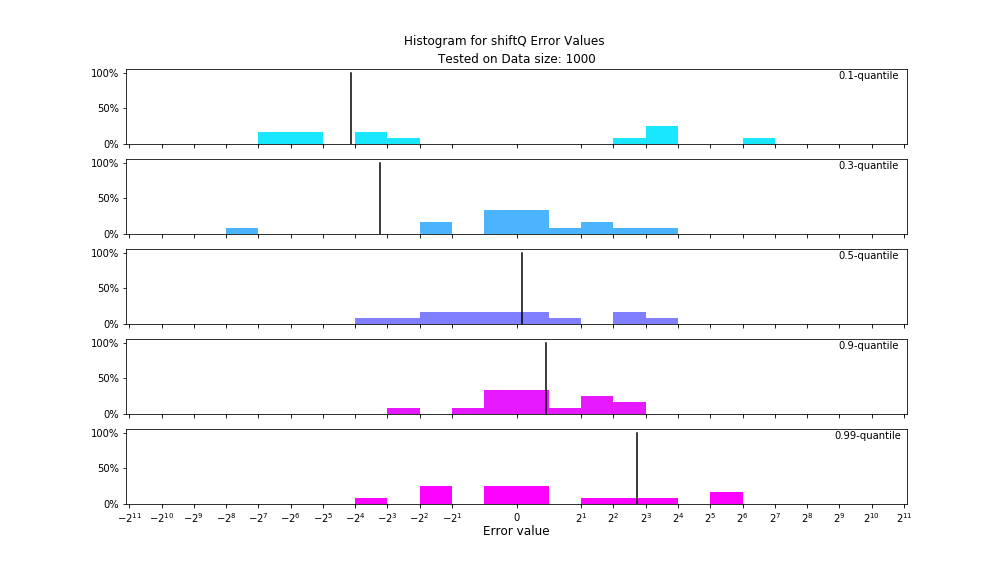 Histogram for shiftQ Error Values
Tested on Data size: 1000
100%
50%
0%
0.1-quantile
100%
50%
0%
0.3-quantile
100%
50%
0%
0.5-quantile
100%
50%
0%
0.9-quantile
100%
50%
0%
0.99-quantile
−2¹¹ −2¹⁰ −2⁹ −2⁸ −2⁷ −2⁶ −2⁵ −2⁴ −2³ −2² −2¹ 0 2¹ 2² 2³ 2⁴ 2⁵ 2⁶ 2⁷ 2⁸ 2⁹ 2¹⁰ 2¹¹
Error value